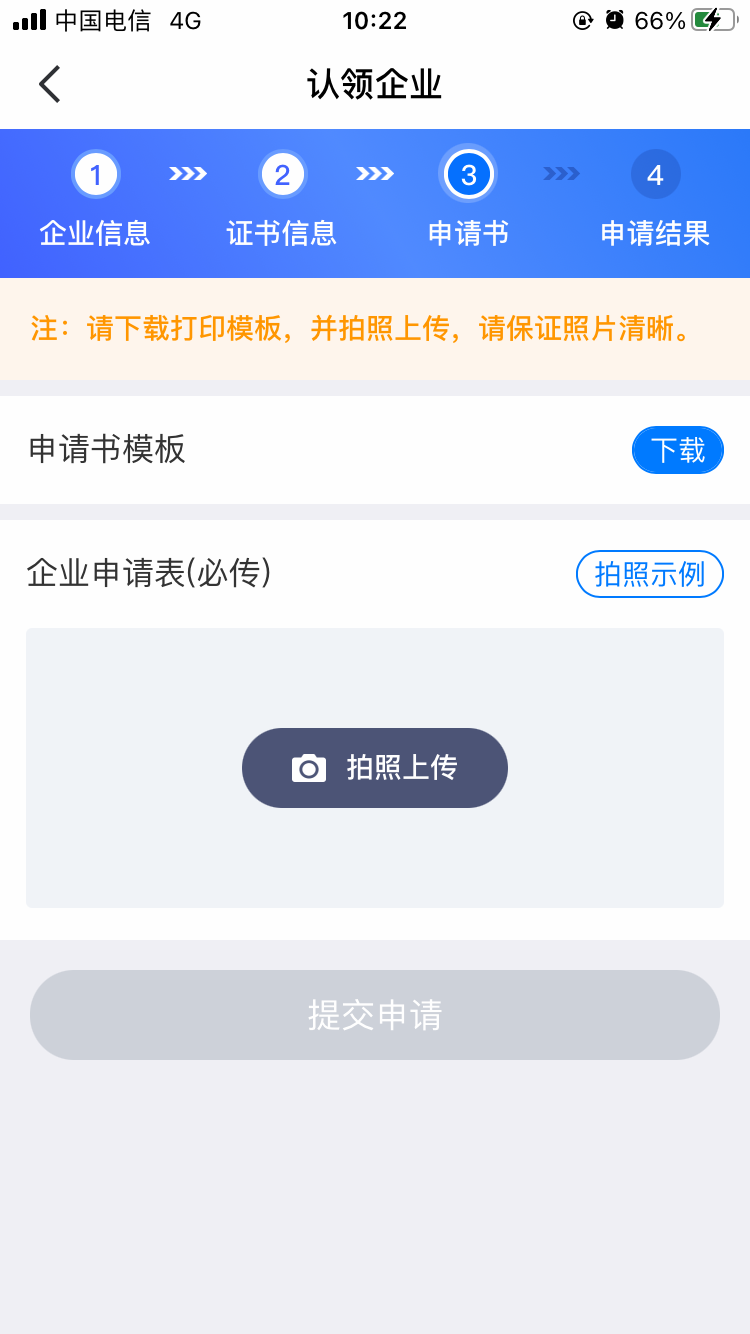 中国电信 4G 10:22 66%
认领企业
1 2 3 4
企业信息 证书信息 申请书 申请结果
注：请下载打印模板，并拍照上传，请保证照片清晰。
申请书模板 下载
企业申请表(必传) 拍照示例
拍照上传
提交申请